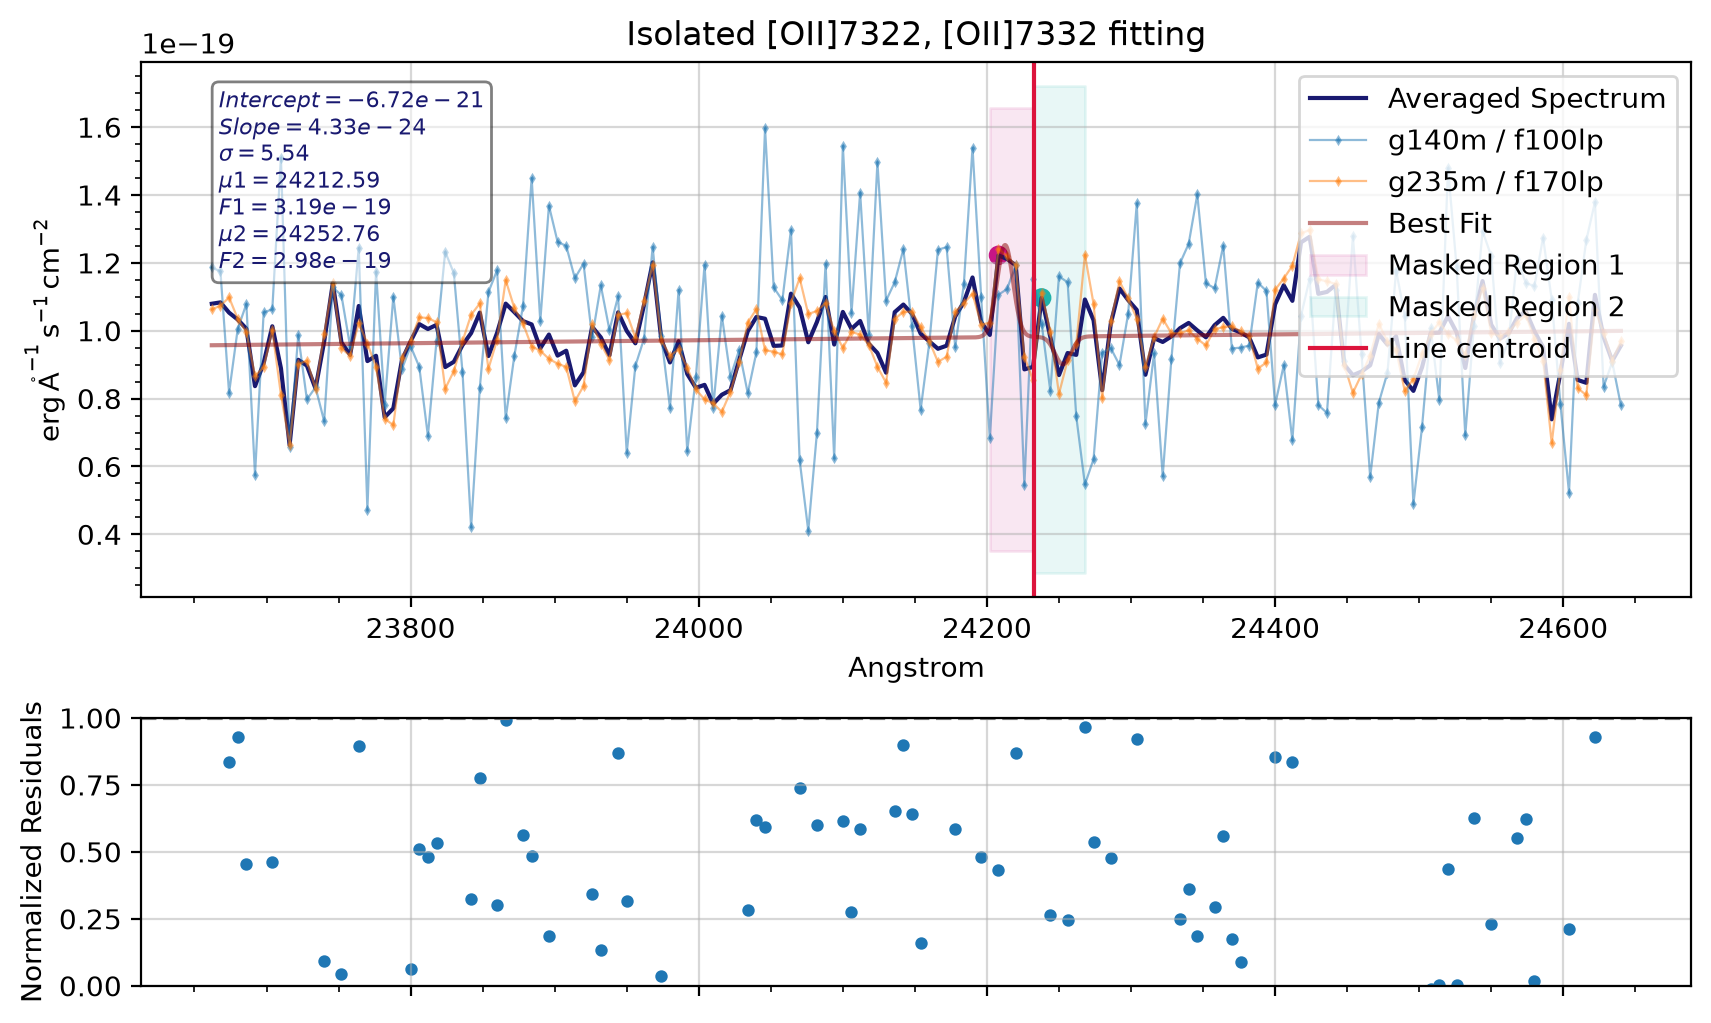 Isolated [OII]7322, [OII]7332 fitting
1e−19
Intercept = −6.72e − 21
Slope = 4.33e − 24
σ = 5.54
μ1 = 24212.59
F1 = 3.19e − 19
μ2 = 24252.76
F2 = 2.98e − 19
Averaged Spectrum
g140m / f100lp
g235m / f170lp
Best Fit
Masked Region 1
Masked Region 2
Line centroid
1.6
1.4
1.2
1.0
0.8
0.6
0.4
erg Å⁻¹ s⁻¹ cm⁻²
23800 24000 24200 24400 24600
Angstrom
1.00
0.75
0.50
0.25
0.00
Normalized Residuals